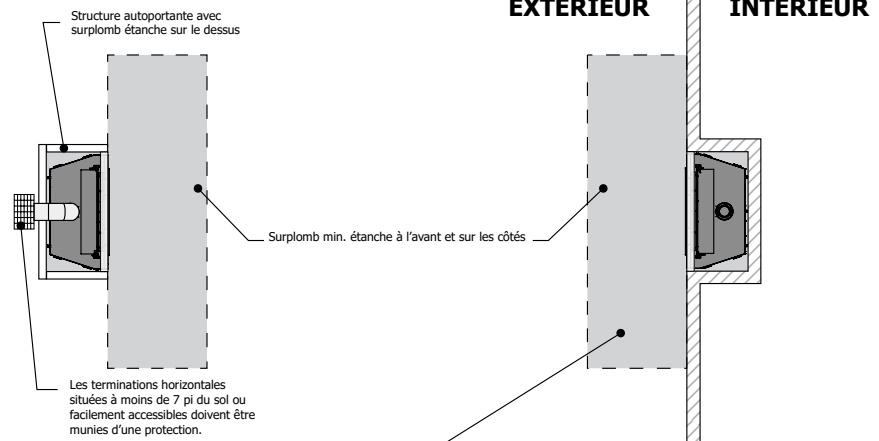 Structure autoportante avec
surplomb étanche sur le dessus
EXTÉRIEUR
INTÉRIEUR
Surplomb min. étanche à l'avant et sur les côtés
Les terminations horizontales
situées à moins de 7 pi du sol ou
facilement accessibles doivent être
munies d'une protection.